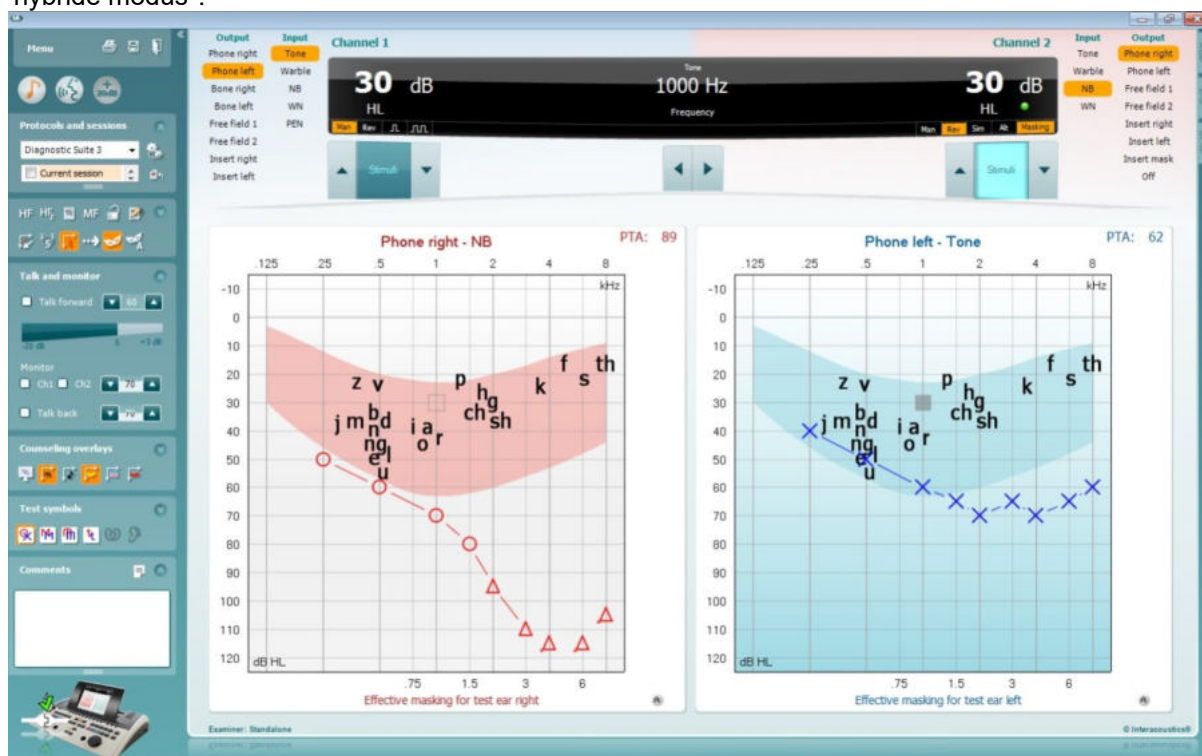 "hybride modus".
Menu
Output Input Channel 1
Phone right Tone
Phone left Warble
Bone right NB
Bone left WN
Free field 1 PEN
Free field 2
Insert right
Insert left
30 dB
HL
Man Rev
Tone
1000 Hz
Frequency
30 dB
HL
Man Rev Sim Alt Masking
Channel 2 Input Output
Tone Phone right
Warble Phone left
NB Free field 1
WN Free field 2
Insert right
Insert left
Insert mask
Off
Stimuli
Stimuli
Protocols and sessions
Diagnostic Suite 3
Current session
HF MF
Talk and monitor
Talk forward 60
-20 dB 0 +3 dB
Monitor
Ch1 Ch2 70
Talk back 70
Counseling overlays
Test symbols
Comments
Phone right - NB PTA: 89
.125 .25 .5 1 2 4 8
kHz
-10
0
10
20
30
40
50
60
70
80
90
100
110
120
dB HL
z v p h g ch sh k f s th
j m b d n ng e l u i a o r
.75 1.5 3 6
Effective masking for test ear right
Phone left - Tone PTA: 62
.125 .25 .5 1 2 4 8
kHz
-10
0
10
20
30
40
50
60
70
80
90
100
110
120
dB HL
z v p h g ch sh k f s th
j m b d n ng e l u i a o r
.75 1.5 3 6
Effective masking for test ear left
Examiner: Standalone
© Interacoustics®